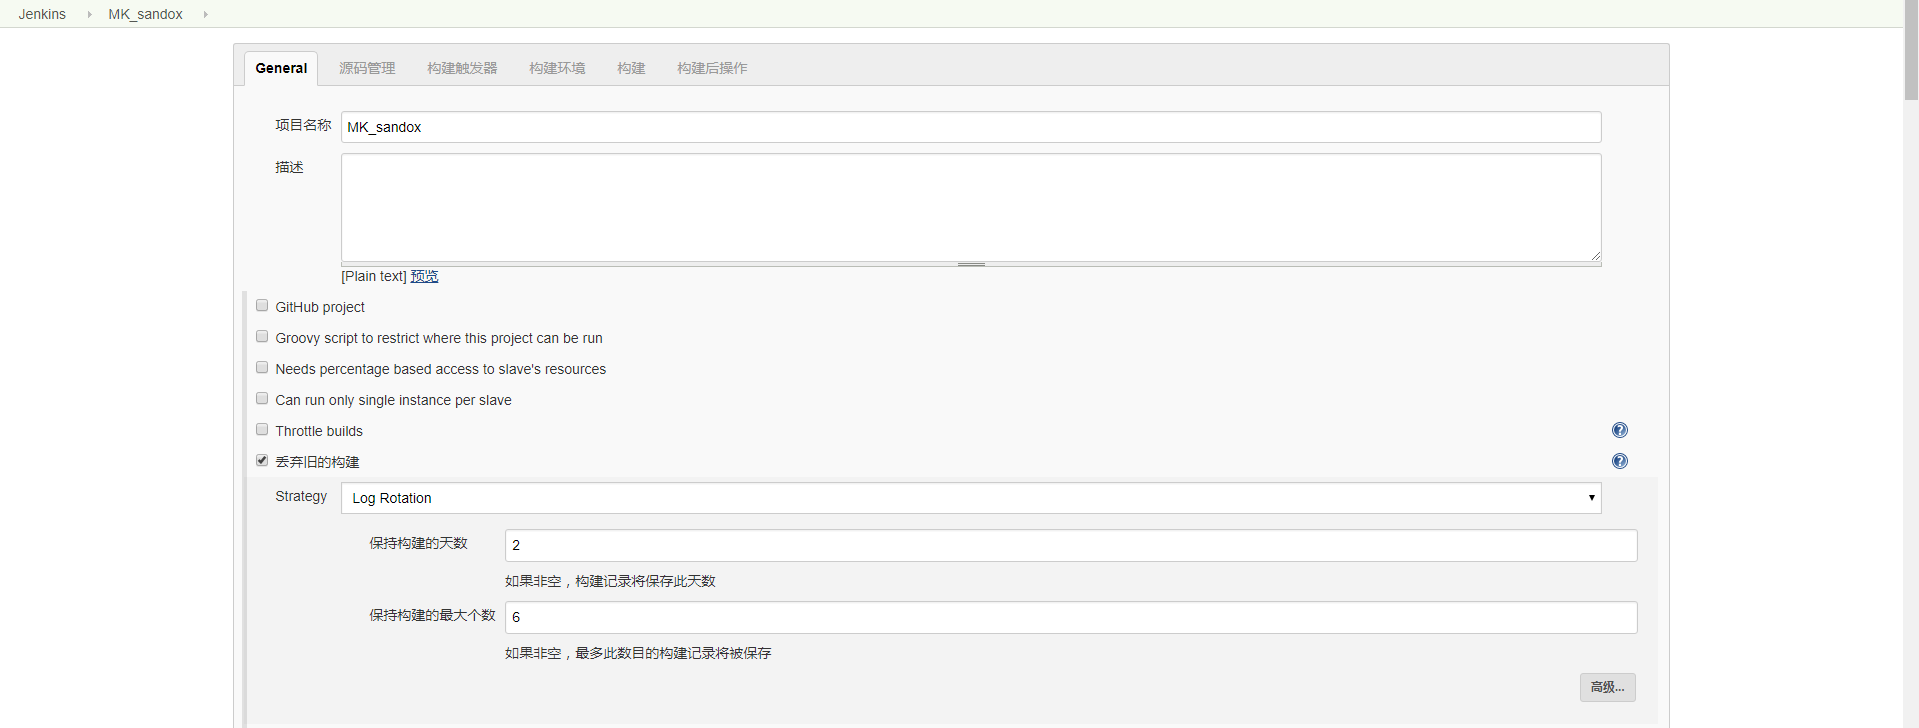 Jenkins MK_sandox
General 源码管理 构建触发器 构建环境 构建 构建后操作
项目名称 MK_sandox
描述
[Plain text] 预览
GitHub project
Groovy script to restrict where this project can be run
Needs percentage based access to slave's resources
Can run only single instance per slave
Throttle builds
丢弃旧的构建
Strategy Log Rotation
保持构建的天数 2
如果非空，构建记录将保存此天数
保持构建的最大个数 6
如果非空，最多此数目的构建记录将被保存
高级...